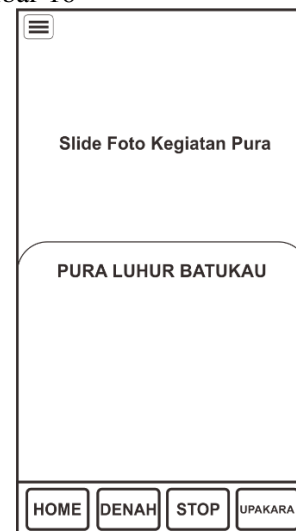 Slide Foto Kegiatan Pura
PURA LUHUR BATUKAU
HOME DENAH STOP UPAKARA